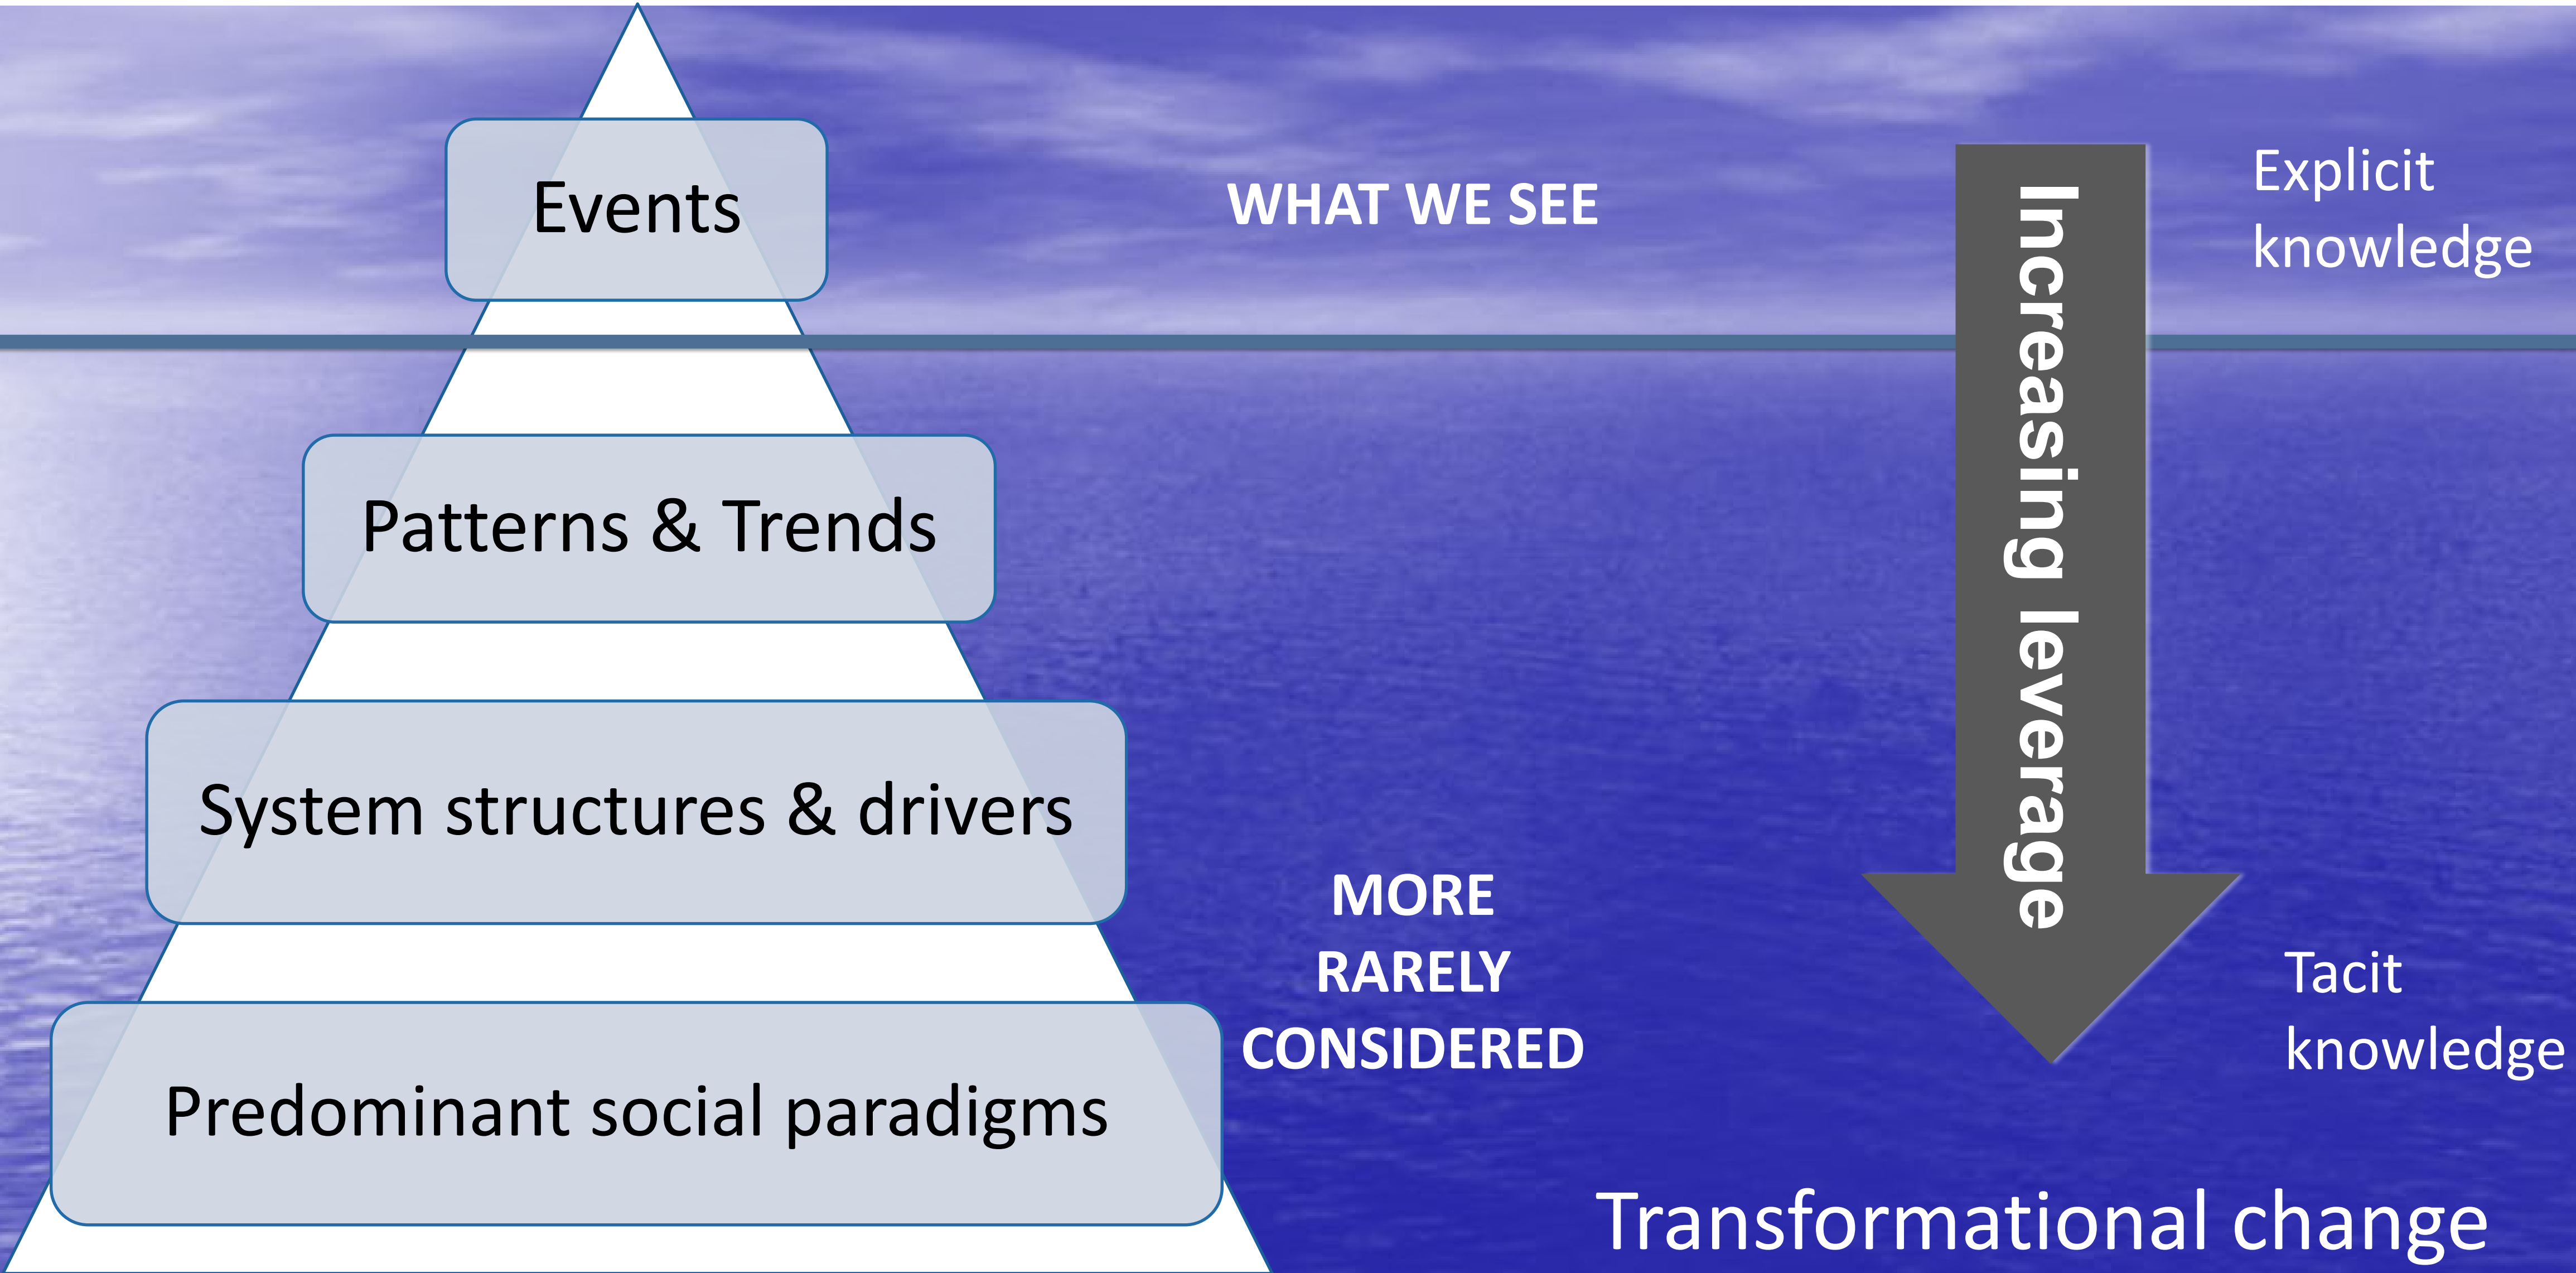 Events
WHAT WE SEE
Explicit
knowledge
Increasing leverage
Patterns & Trends
System structures & drivers
MORE
RARELY
CONSIDERED
Tacit
knowledge
Predominant social paradigms
Transformational change